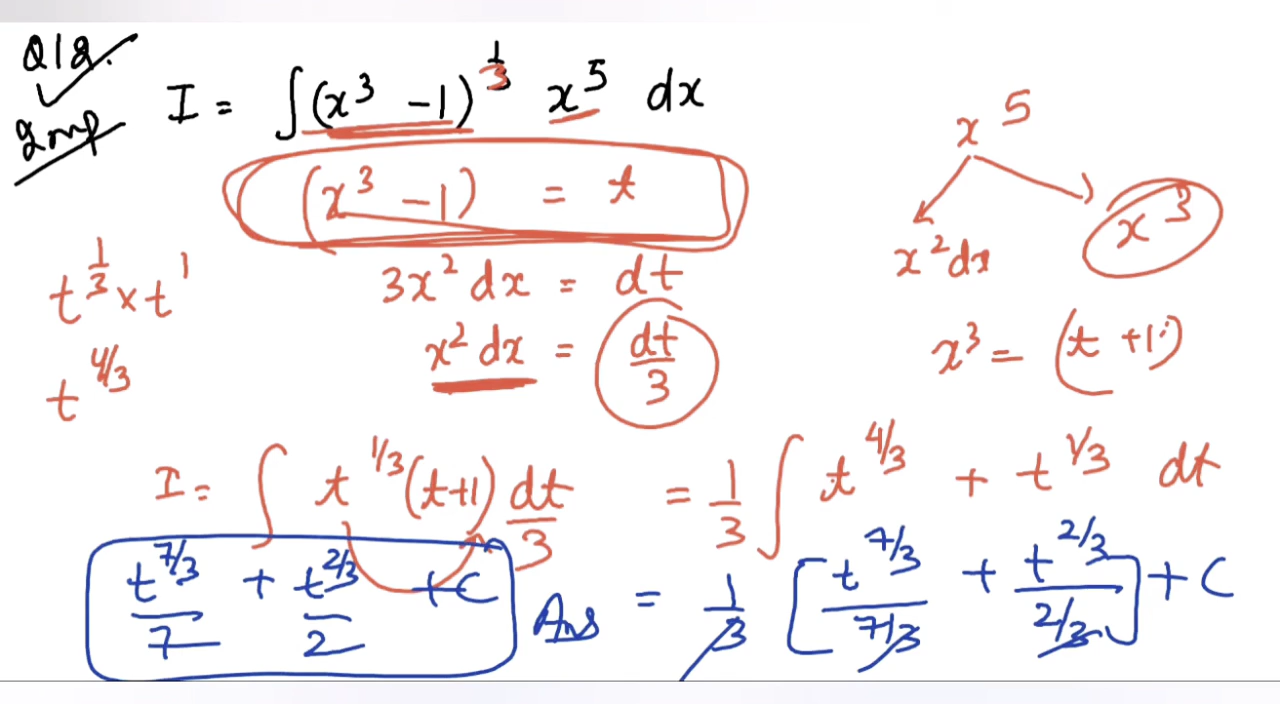 Q18.
Imp
I = ∫(x³ -1)^(1/3) x⁵ dx
(x³ -1) = t
3x² dx = dt
x² dx = dt/3
t^(1/3) × t¹
t^(4/3)
x⁵
x²dx x³
x³ = (t +1)
I = ∫ t^(1/3) (t+1) dt/3 = 1/3 ∫ t^(4/3) + t^(1/3) dt
= 1/3 [t^(7/3)/(7/3) + t^(2/3)/(2/3)] + C
t^(7/3)/7 + t^(2/3)/2 + C Ans